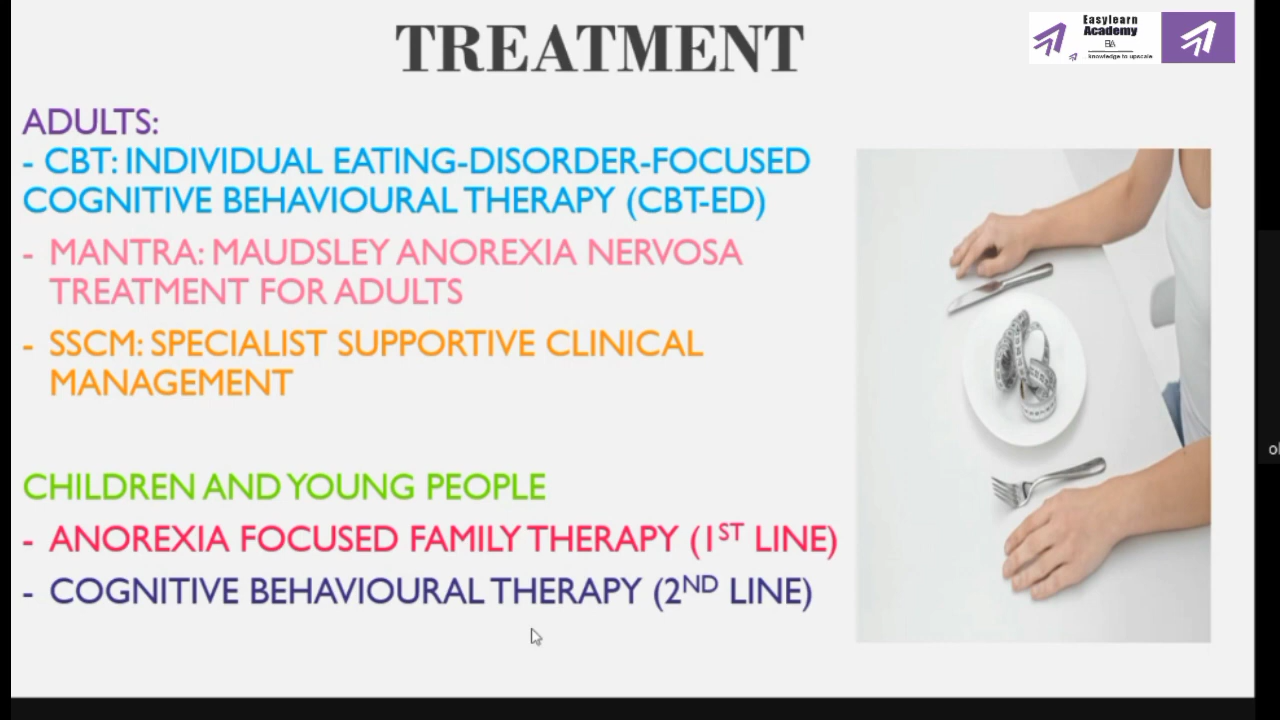 TREATMENT
Easylearn
Academy
knowledge to upscale
ADULTS:
- CBT: INDIVIDUAL EATING-DISORDER-FOCUSED
COGNITIVE BEHAVIOURAL THERAPY (CBT-ED)
- MANTRA: MAUDSLEY ANOREXIA NERVOSA
TREATMENT FOR ADULTS
- SSCM: SPECIALIST SUPPORTIVE CLINICAL
MANAGEMENT
CHILDREN AND YOUNG PEOPLE
- ANOREXIA FOCUSED FAMILY THERAPY (1ST LINE)
- COGNITIVE BEHAVIOURAL THERAPY (2ND LINE)